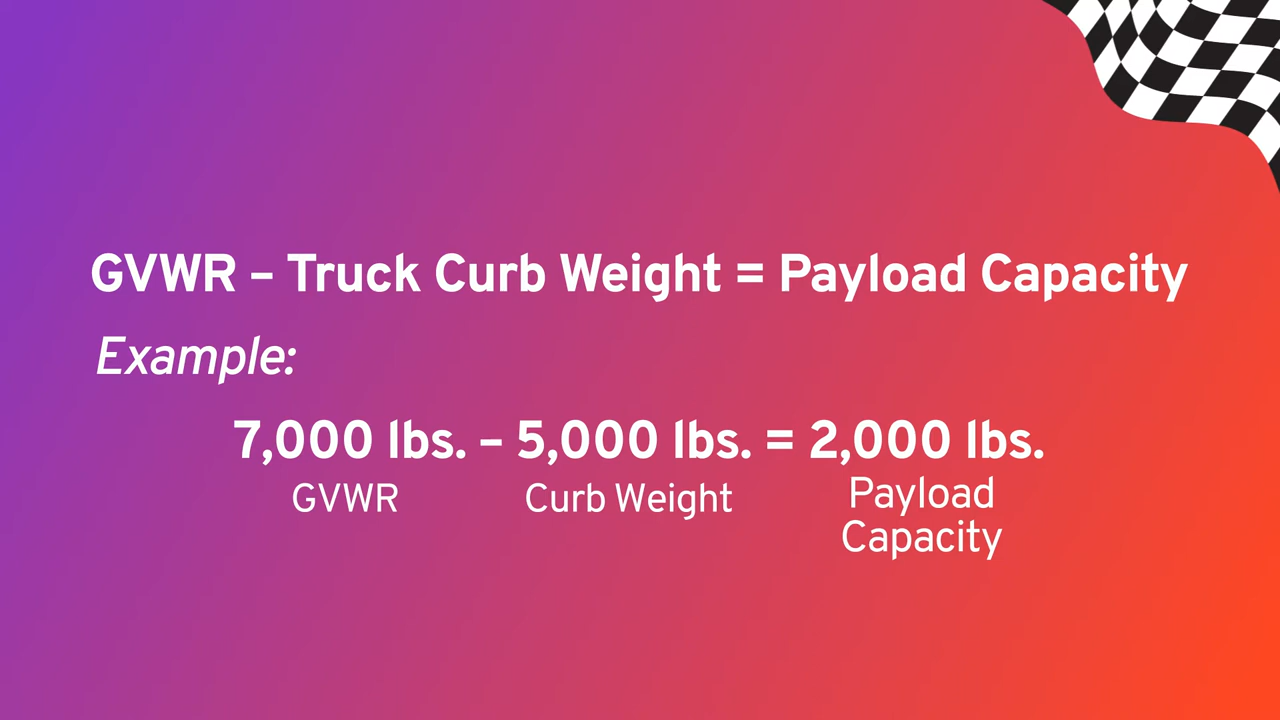 GVWR – Truck Curb Weight = Payload Capacity
Example:
7,000 lbs. – 5,000 lbs. = 2,000 lbs.
GVWR Curb Weight Payload
Capacity